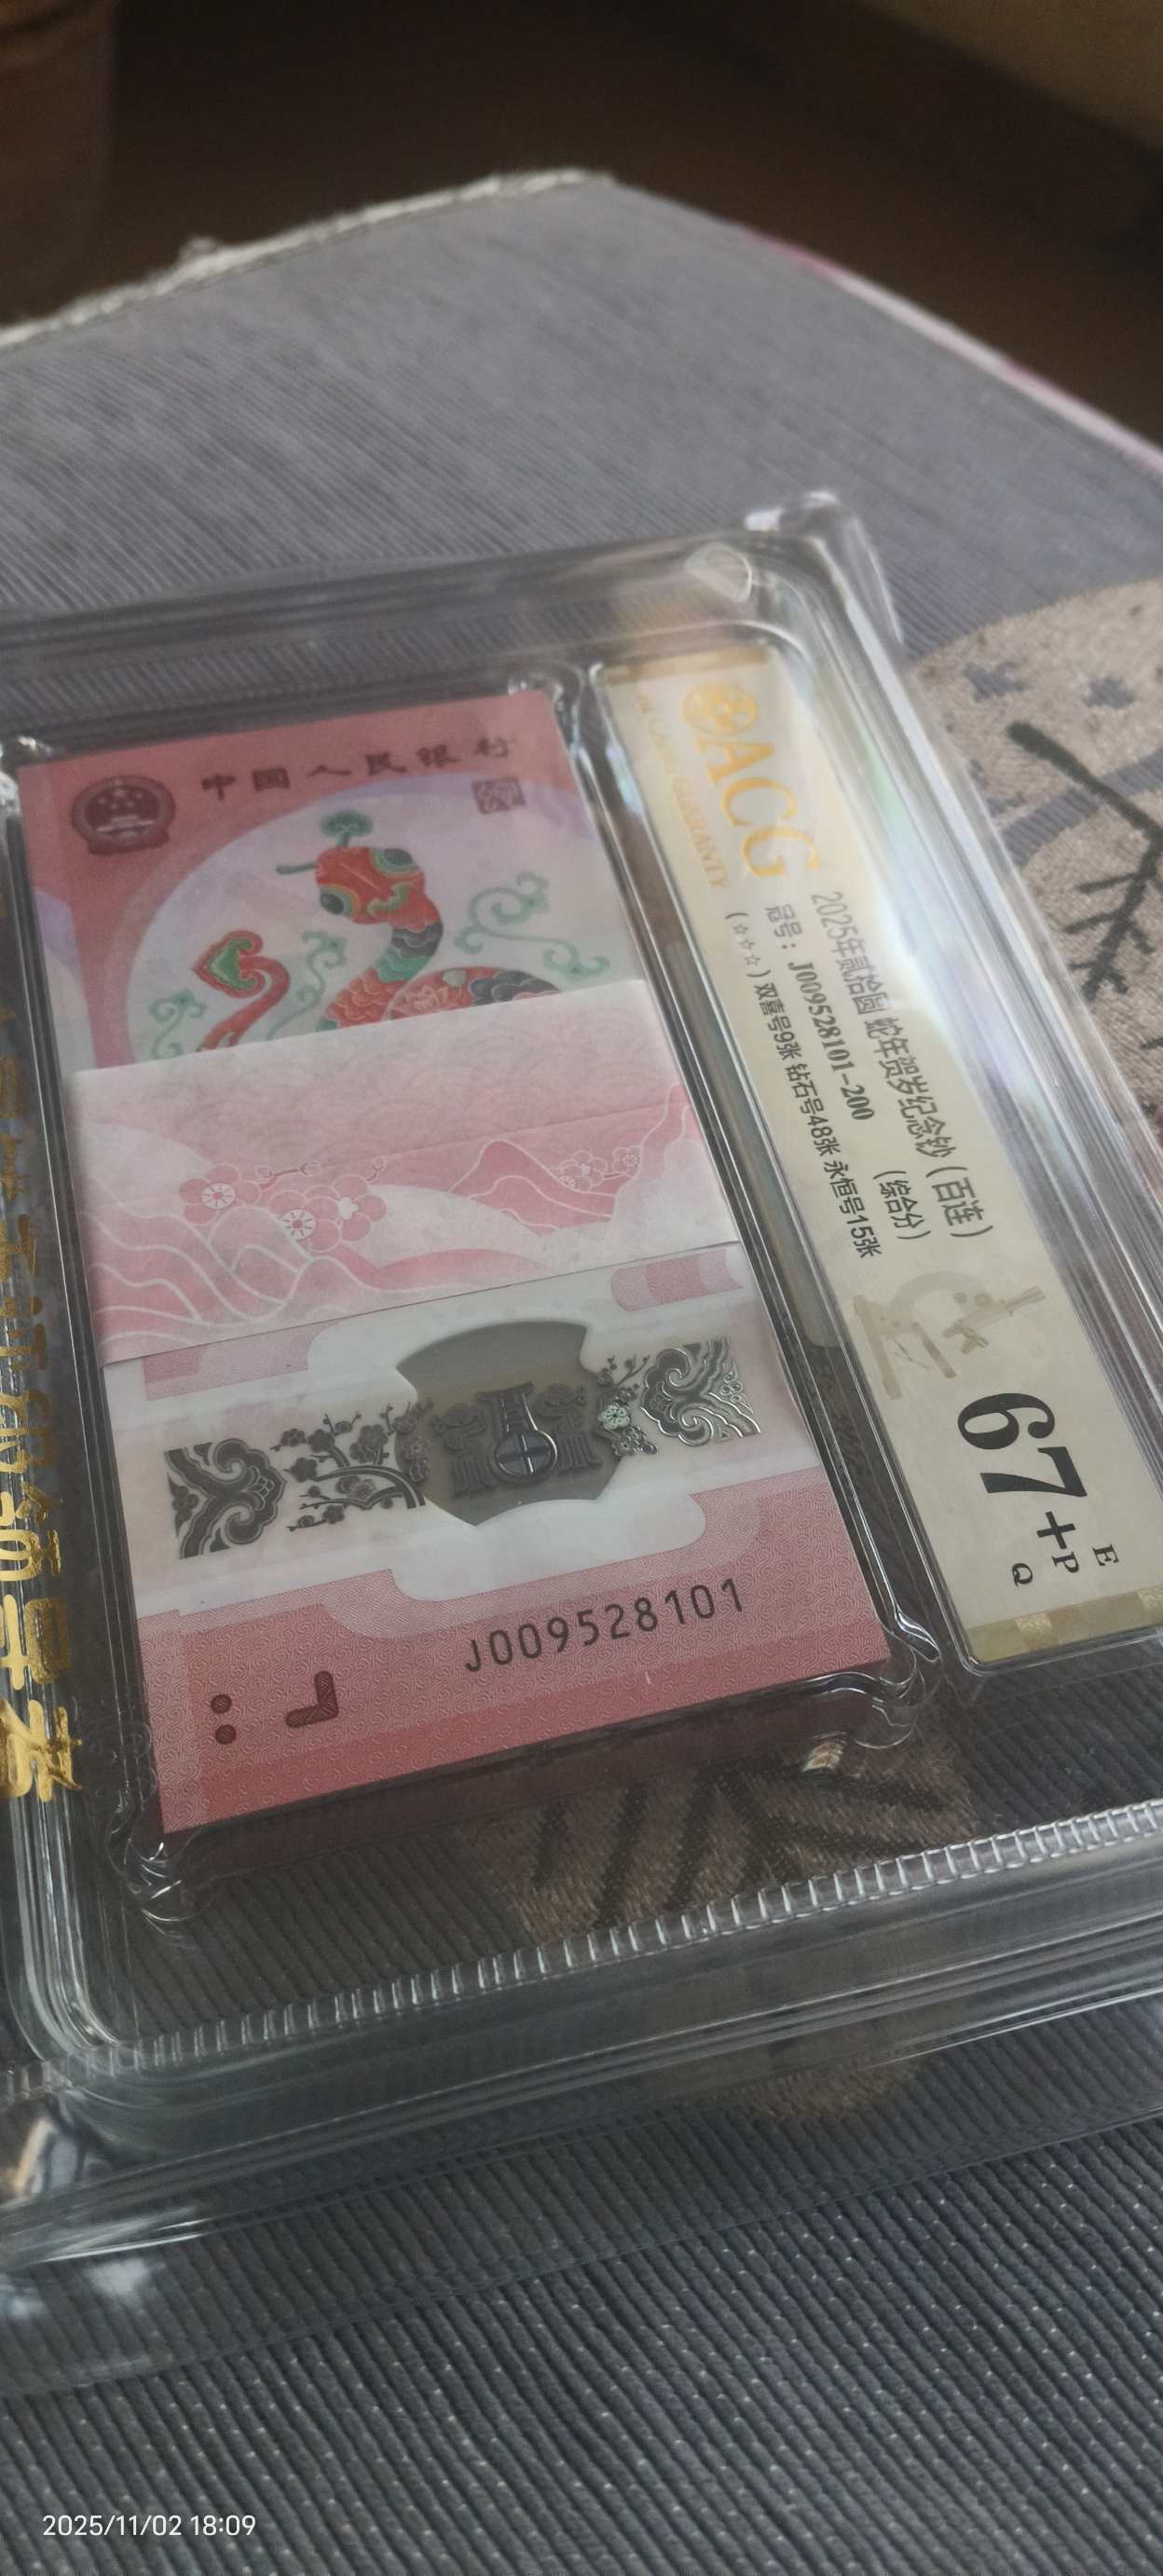 中国人民银行
J009528101
ACG
GUARANTY
2025年贰拾圆 蛇年贺岁纪念钞(百连)
冠号: J009528101-200 (综合分)
(☆☆☆) 双喜号9张 钻石号48张 永恒号15张
67+
E
P
Q
2025/11/02 18:09